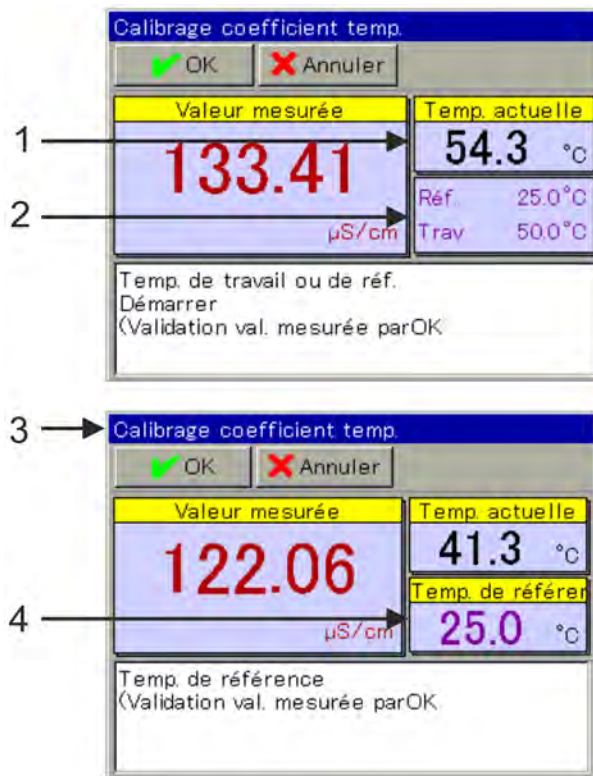 Calibrage coefficient temp.
OK Annuler
Valeur mesurée Temp. actuelle
1
133.41 54.3 °C
2
Réf. 25.0°C
µS/cm Trav 50.0°C
Temp. de travail ou de réf.
Démarrer
(Validation val. mesurée parOK
3
Calibrage coefficient temp.
OK Annuler
Valeur mesurée Temp. actuelle
122.06 41.3 °C
Temp. de référer
4
µS/cm 25.0 °C
Temp. de référence
(Validation val. mesurée parOK